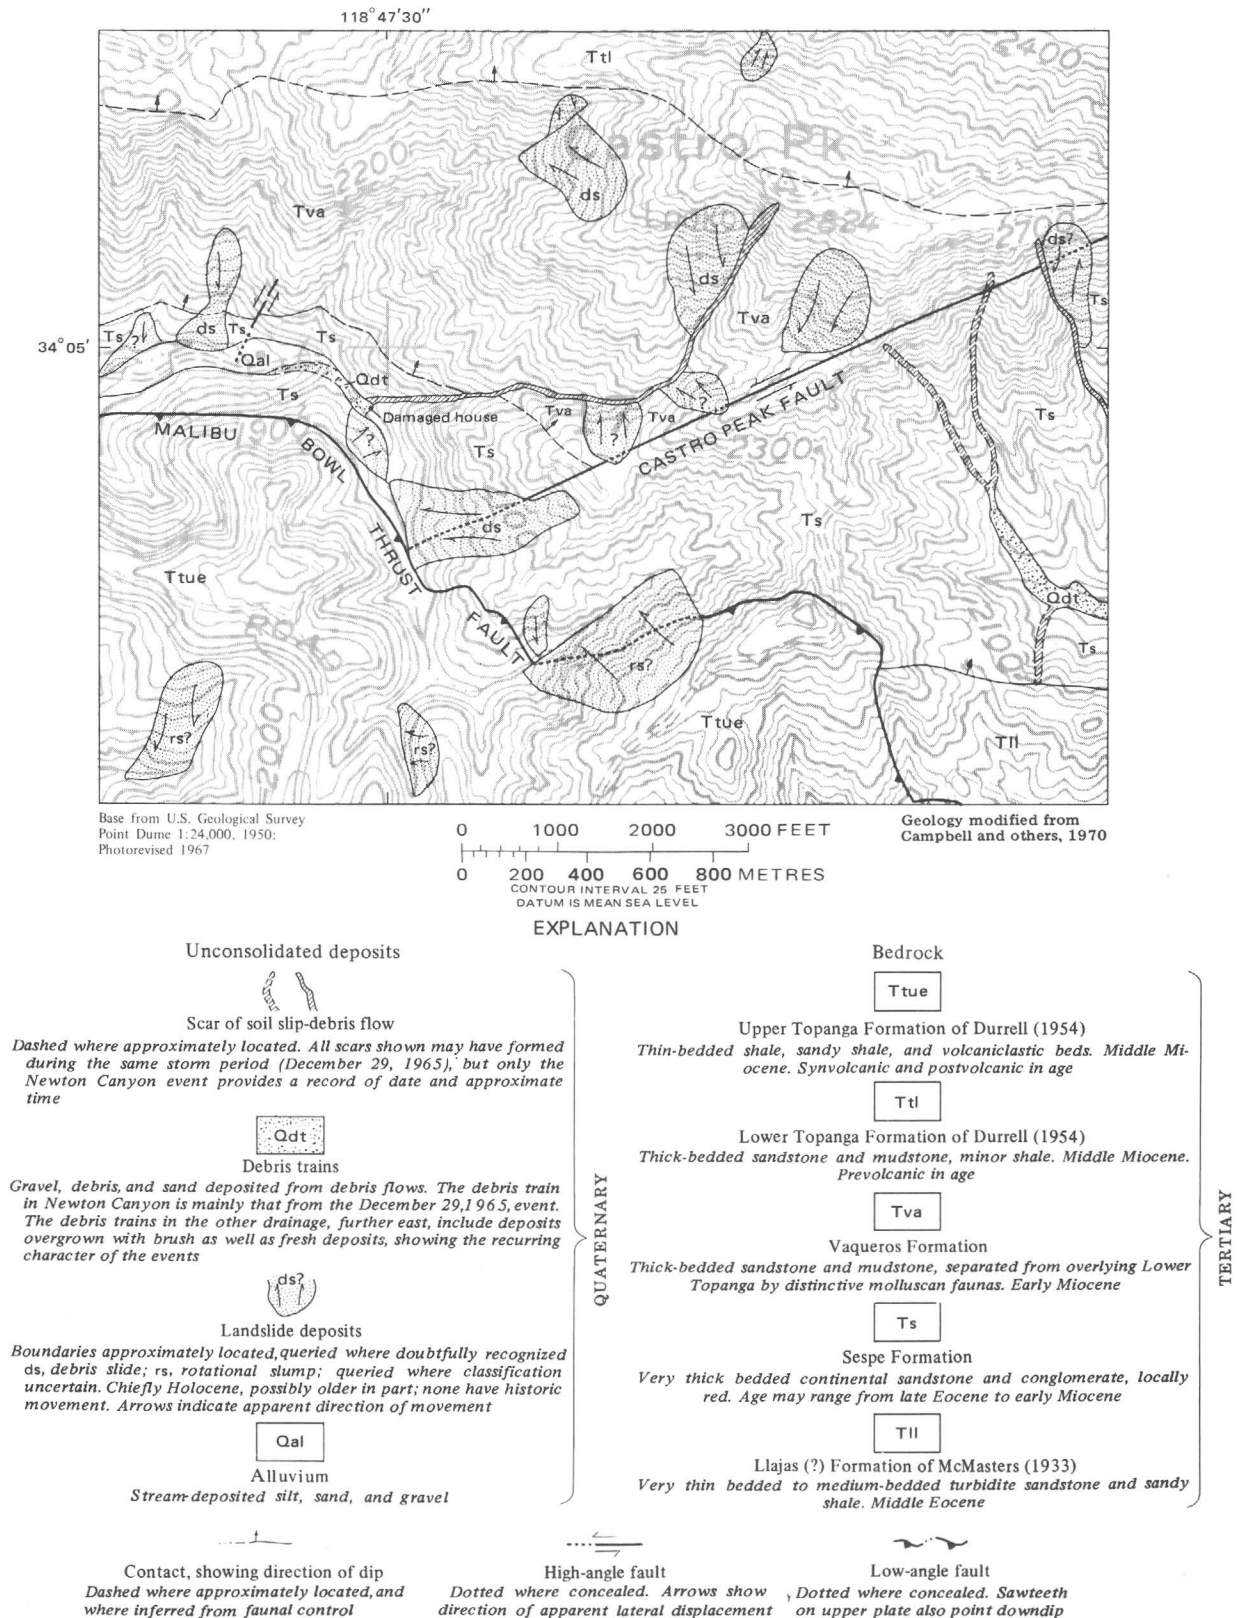 118°47'30"
Ttl
2400
Castro Pk
2200
ds
Tva
Lookout 2824
2700
ds?
ds
Ts
Tva
Ts
?
ds
Ts
Ts
34°05'
Qal
Qdt
Ts
Damaged house
Tva
?
Tva
?
CASTRO PEAK FAULT
Ts
MALIBU BOWL THRUST FAULT
190
?
Ts
2300
ds
Ts
Ttue
Qdt
ROAD
2100
Ts
rs?
Ttue
Tll
2000
rs?
rs?
Base from U.S. Geological Survey
Point Dume 1:24,000, 1950;
Photorevised 1967
0 1000 2000 3000 FEET
0 200 400 600 800 METRES
CONTOUR INTERVAL 25 FEET
DATUM IS MEAN SEA LEVEL
Geology modified from
Campbell and others, 1970
EXPLANATION
Unconsolidated deposits
Scar of soil slip-debris flow
Dashed where approximately located. All scars shown may have formed
during the same storm period (December 29, 1965), but only the
Newton Canyon event provides a record of date and approximate
time
Qdt
Debris trains
Gravel, debris, and sand deposited from debris flows. The debris train
in Newton Canyon is mainly that from the December 29,1965, event.
The debris trains in the other drainage, further east, include deposits
overgrown with brush as well as fresh deposits, showing the recurring
character of the events
ds?
Landslide deposits
Boundaries approximately located, queried where doubtfully recognized
ds, debris slide; rs, rotational slump; queried where classification
uncertain. Chiefly Holocene, possibly older in part; none have historic
movement. Arrows indicate apparent direction of movement
Qal
Alluvium
Stream-deposited silt, sand, and gravel
QUATERNARY
Bedrock
Ttue
Upper Topanga Formation of Durrell (1954)
Thin-bedded shale, sandy shale, and volcaniclastic beds. Middle Mi-
ocene. Synvolcanic and postvolcanic in age
Ttl
Lower Topanga Formation of Durrell (1954)
Thick-bedded sandstone and mudstone, minor shale. Middle Miocene.
Prevolcanic in age
Tva
Vaqueros Formation
Thick-bedded sandstone and mudstone, separated from overlying Lower
Topanga by distinctive molluscan faunas. Early Miocene
Ts
Sespe Formation
Very thick bedded continental sandstone and conglomerate, locally
red. Age may range from late Eocene to early Miocene
Tll
Llajas (?) Formation of McMasters (1933)
Very thin bedded to medium-bedded turbidite sandstone and sandy
shale. Middle Eocene
TERTIARY
Contact, showing direction of dip
Dashed where approximately located, and
where inferred from faunal control
High-angle fault
Dotted where concealed. Arrows show
direction of apparent lateral displacement
Low-angle fault
Dotted where concealed. Sawteeth
on upper plate also point downdip